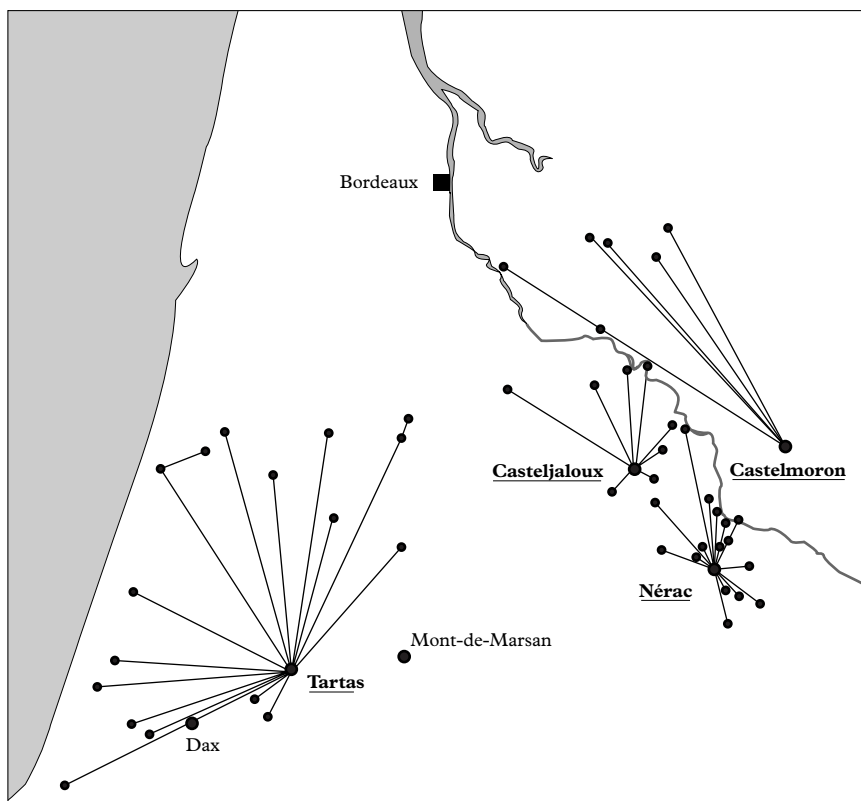 Bordeaux
Casteljaloux
Castelmoron
Nérac
Mont-de-Marsan
Tartas
Dax